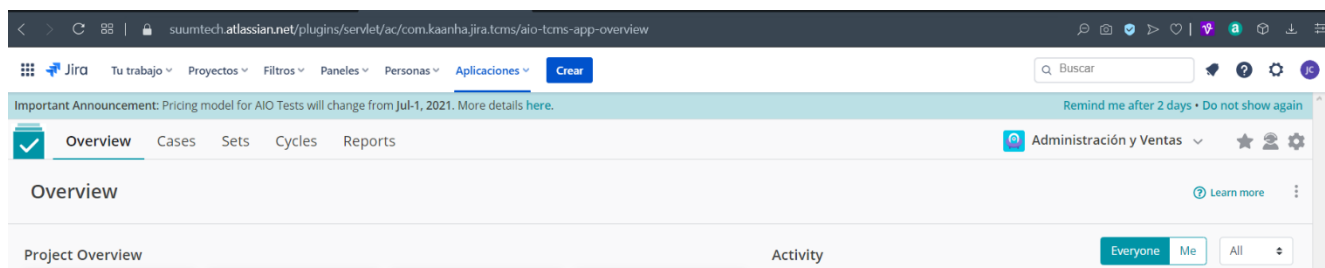 suumtech.atlassian.net/plugins/servlet/ac/com.kaanha.jira.tcms/aio-tcms-app-overview
Jira Tu trabajo Proyectos Filtros Paneles Personas Aplicaciones Crear Buscar JC
Important Announcement: Pricing model for AIO Tests will change from Jul-1, 2021. More details here. Remind me after 2 days • Do not show again
Overview Cases Sets Cycles Reports Administración y Ventas
Overview Learn more
Project Overview Activity Everyone Me All